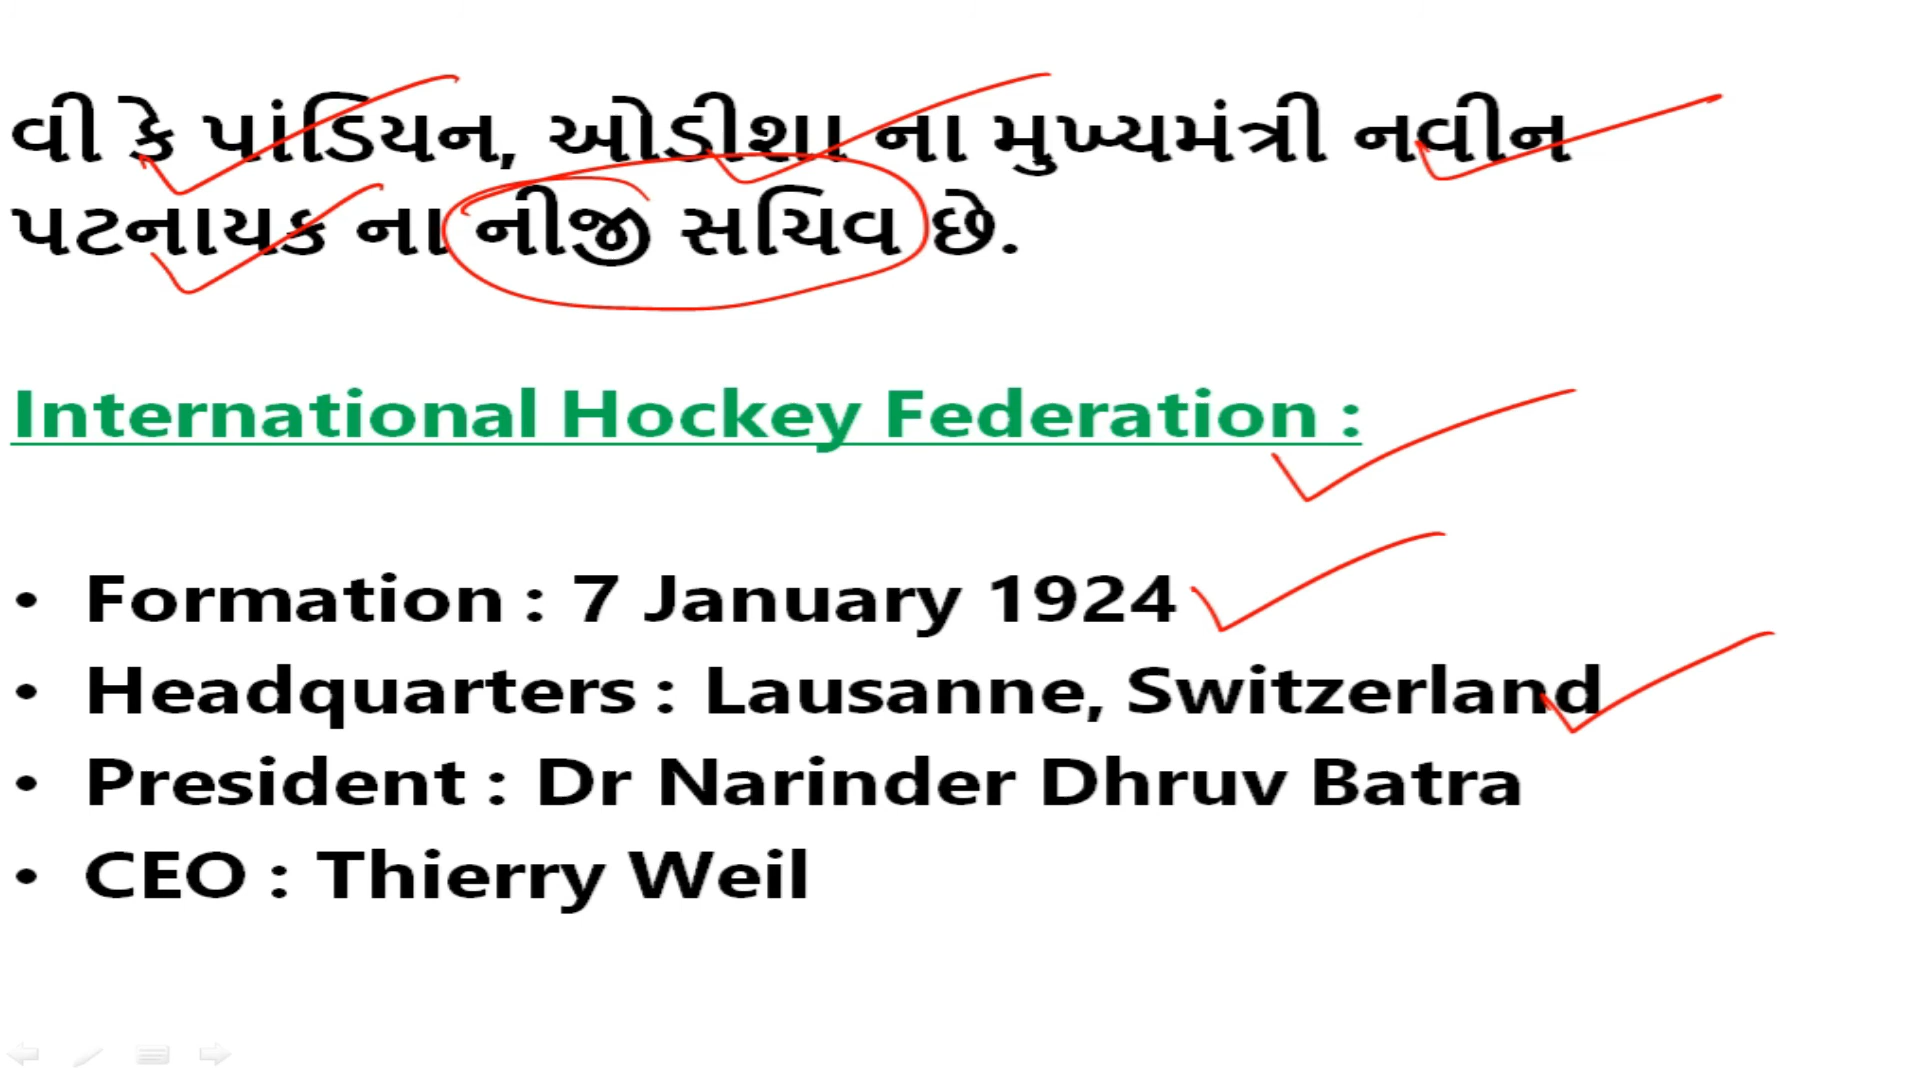 વી કે પાંડિયન, ઓડીશા ના મુખ્યમંત્રી નવીન
પટનાયક ના નીજી સચિવ છે.
International Hockey Federation :
• Formation : 7 January 1924
• Headquarters : Lausanne, Switzerland
• President : Dr Narinder Dhruv Batra
• CEO : Thierry Weil